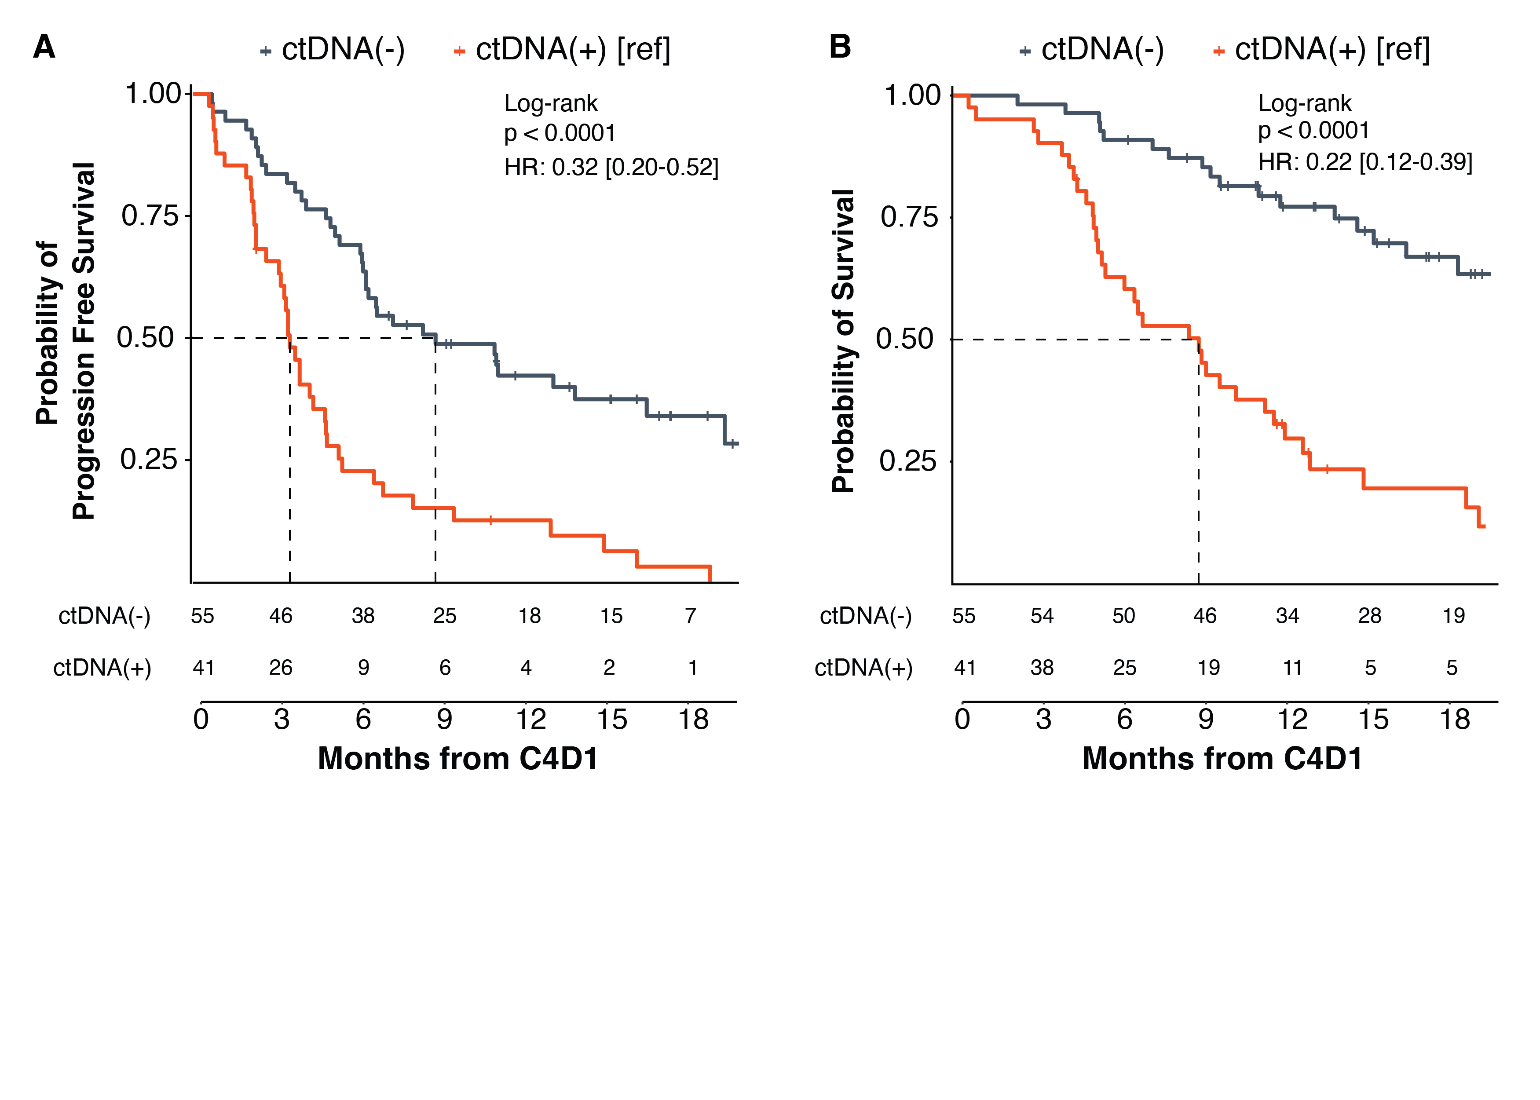 A
ctDNA(-) ctDNA(+) [ref]
Log-rank
p < 0.0001
HR: 0.32 [0.20-0.52]
Probability of
Progression Free Survival
1.00
0.75
0.50
0.25
ctDNA(-) 55 46 38 25 18 15 7
ctDNA(+) 41 26 9 6 4 2 1
0 3 6 9 12 15 18
Months from C4D1
B
ctDNA(-) ctDNA(+) [ref]
Log-rank
p < 0.0001
HR: 0.22 [0.12-0.39]
Probability of Survival
1.00
0.75
0.50
0.25
ctDNA(-) 55 54 50 46 34 28 19
ctDNA(+) 41 38 25 19 11 5 5
0 3 6 9 12 15 18
Months from C4D1